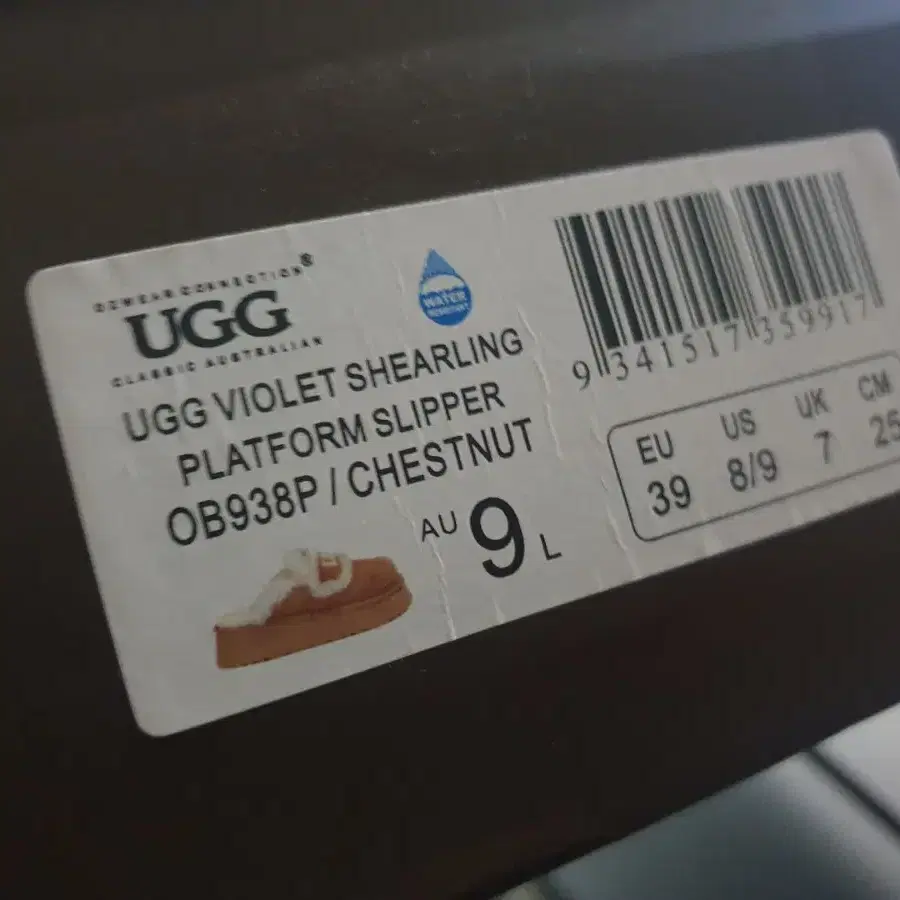 OZWEAR CONNECTION®
UGG
CLASSIC AUSTRALIAN
WATER
RESISTANT
UGG VIOLET SHEARLING
PLATFORM SLIPPER
OB938P / CHESTNUT
AU 9 L
9 341517 359917
EU US UK CM
39 8/9 7 25